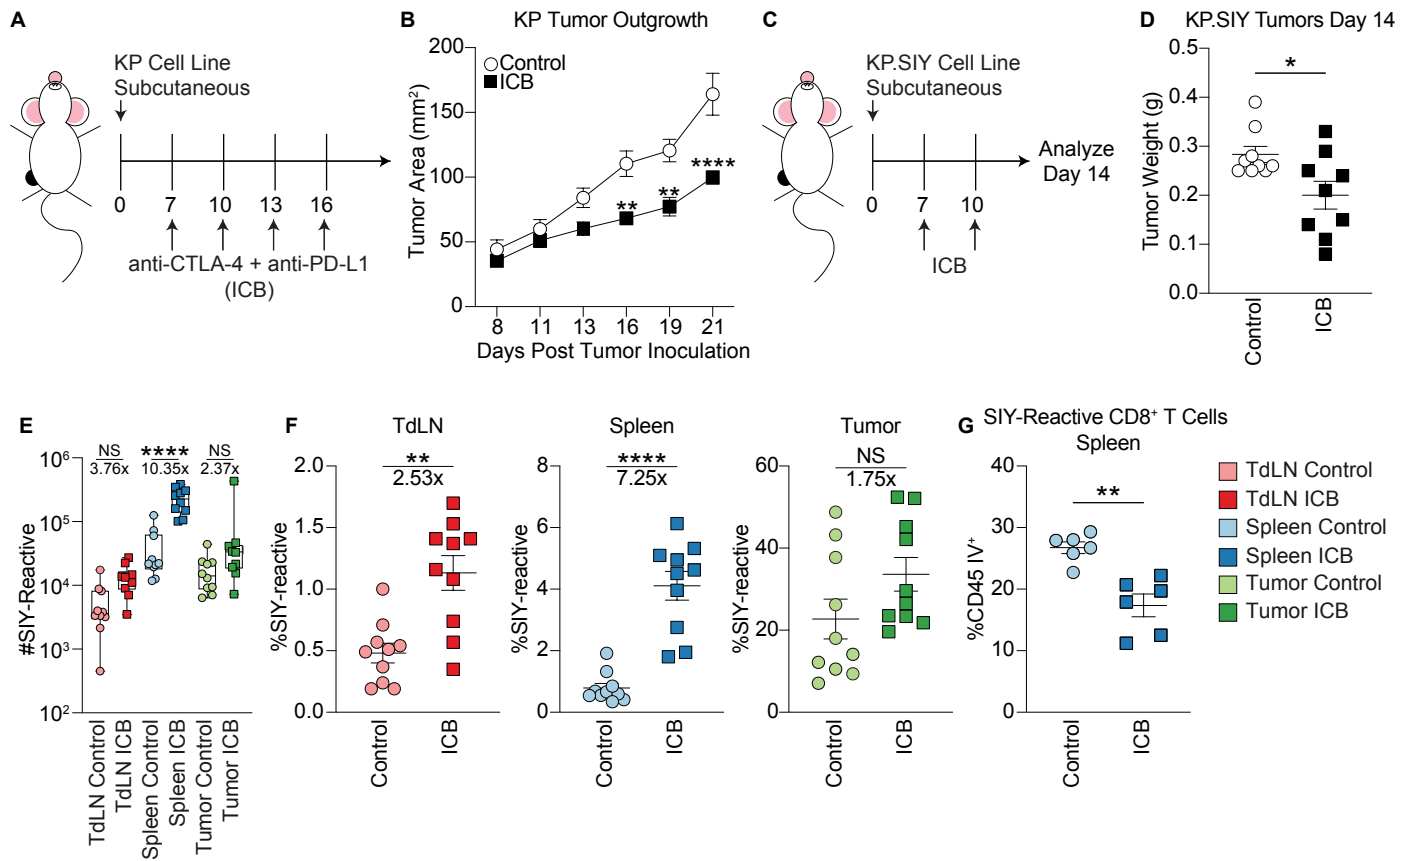 A
KP Cell Line
Subcutaneous
0 7 10 13 16
anti-CTLA-4 + anti-PD-L1
(ICB)
B
KP Tumor Outgrowth
Control
ICB
Tumor Area (mm²)
200
150
100
50
0
**
**
****
8 11 13 16 19 21
Days Post Tumor Inoculation
C
KP.SIY Cell Line
Subcutaneous
0 7 10
ICB
Analyze
Day 14
D
KP.SIY Tumors Day 14
Tumor Weight (g)
0.5
0.4
0.3
0.2
0.1
0.0
*
Control
ICB
E
#SIY-Reactive
10⁶
10⁵
10⁴
10³
10²
NS
3.76x
****
10.35x
NS
2.37x
TdLN Control
TdLN ICB
Spleen Control
Spleen ICB
Tumor Control
Tumor ICB
F
TdLN
%SIY-reactive
2.0
1.5
1.0
0.5
0.0
**
2.53x
Control
ICB
Spleen
%SIY-reactive
8
6
4
2
0
****
7.25x
Control
ICB
Tumor
%SIY-reactive
60
40
20
0
NS
1.75x
Control
ICB
G
SIY-Reactive CD8⁺ T Cells
Spleen
%CD45 IV⁺
40
30
20
10
0
**
Control
ICB
TdLN Control
TdLN ICB
Spleen Control
Spleen ICB
Tumor Control
Tumor ICB